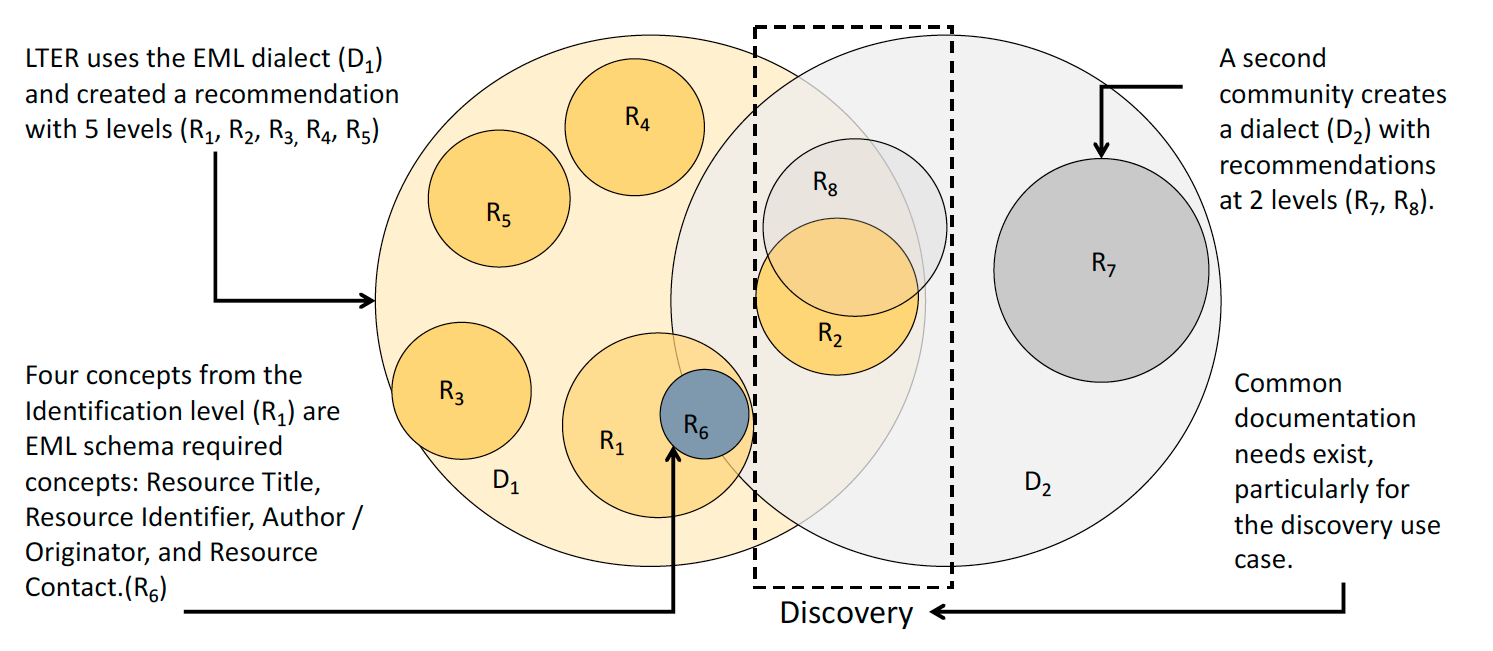 LTER uses the EML dialect (D₁)
and created a recommendation
with 5 levels (R₁, R₂, R₃, R₄, R₅)
A second
community creates
a dialect (D₂) with
recommendations
at 2 levels (R₇, R₈).
R₄
R₅
R₈
R₇
R₂
R₃
R₁
R₆
D₁
D₂
Four concepts from the
Identification level (R₁) are
EML schema required
concepts: Resource Title,
Resource Identifier, Author /
Originator, and Resource
Contact.(R₆)
Common
documentation
needs exist,
particularly for
the discovery use
case.
Discovery